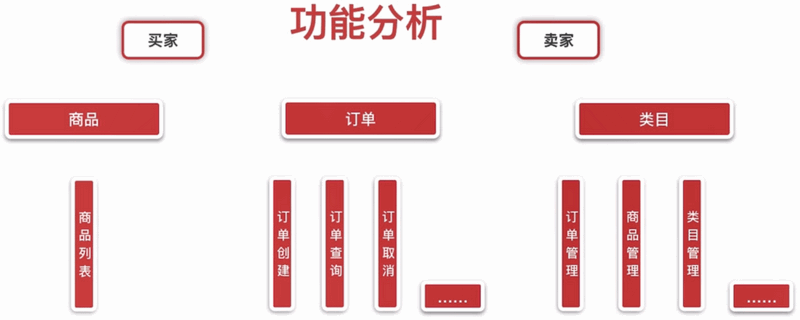 功能分析
买家
卖家
商品
订单
类目
商品列表
订单创建
订单查询
订单取消
……
订单管理
商品管理
类目管理
……